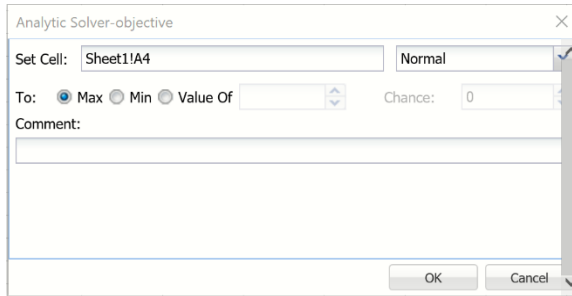 Analytic Solver-objective
Set Cell: Sheet1!A4 Normal
To: Max Min Value Of Chance: 0
Comment:
OK Cancel